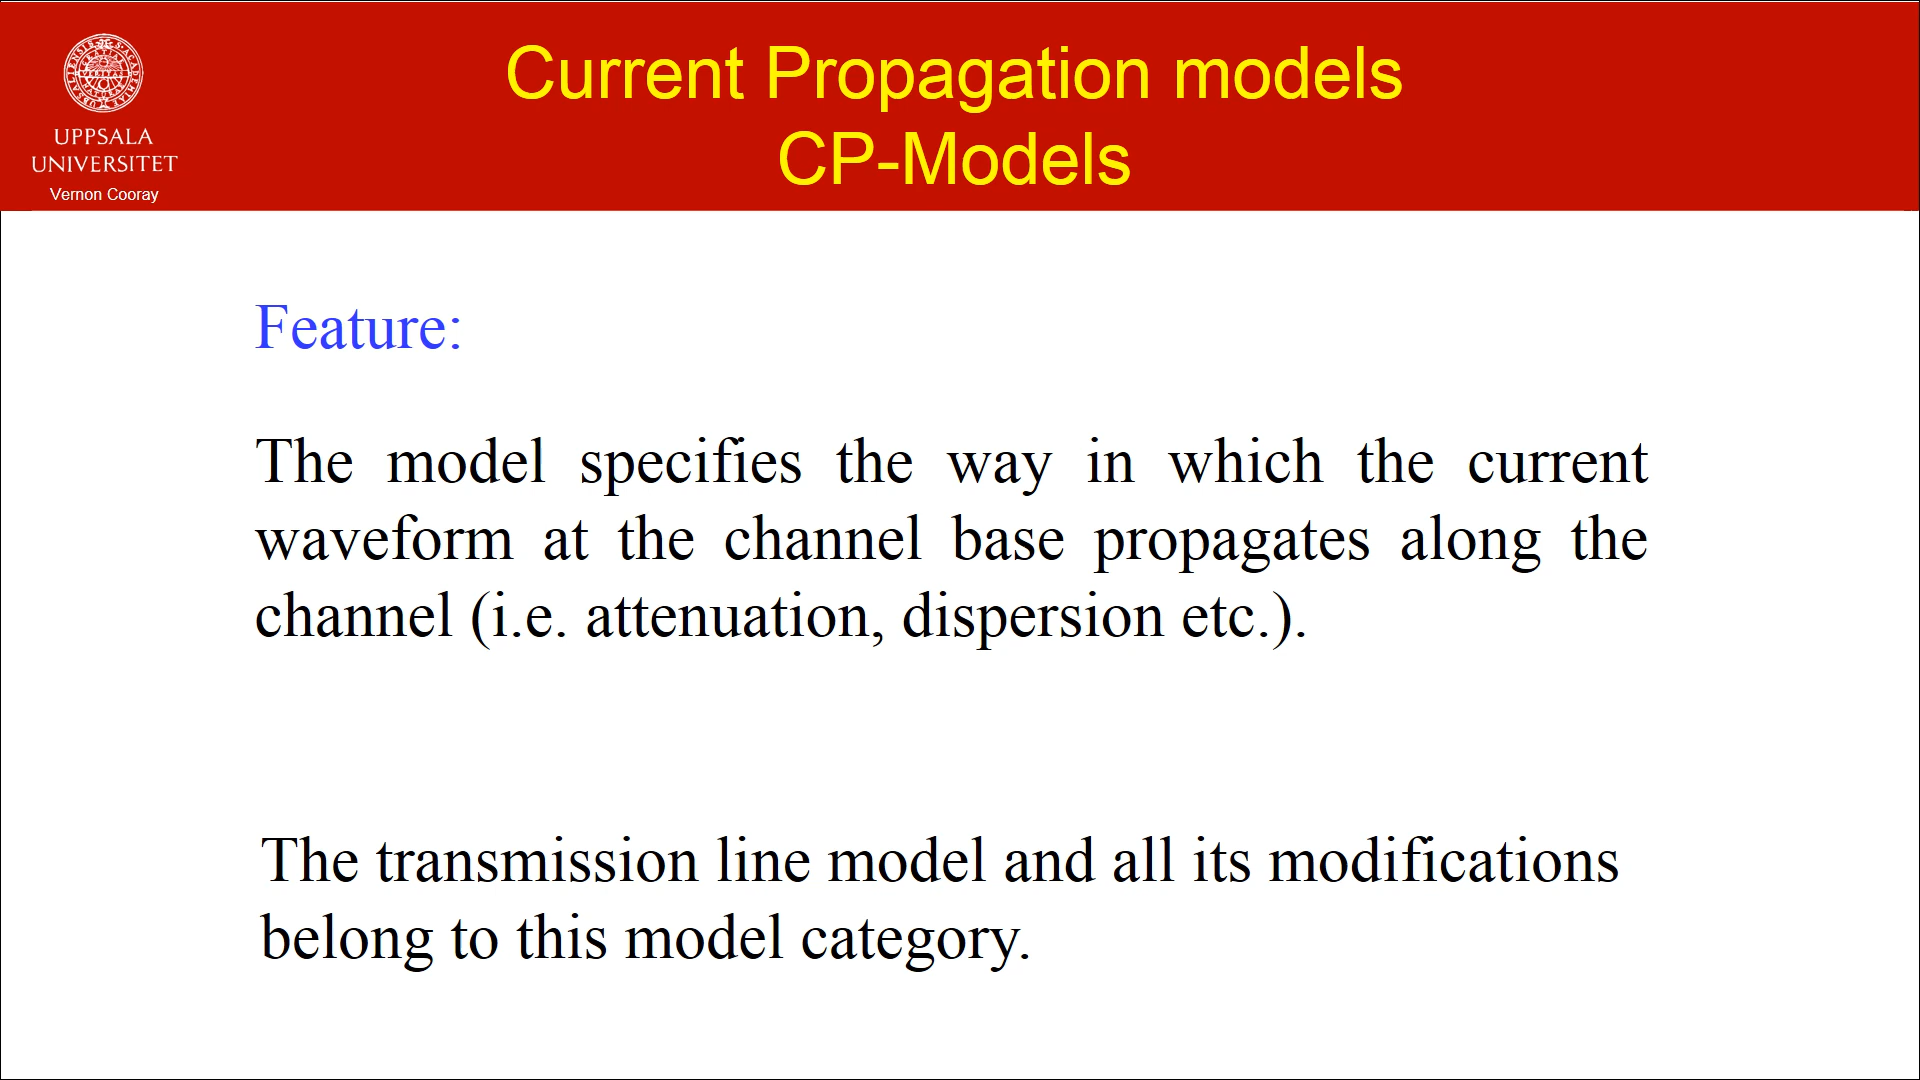 Current Propagation models
CP-Models
UPPSALA
UNIVERSITET
Vernon Cooray
Feature:
The model specifies the way in which the current
waveform at the channel base propagates along the
channel (i.e. attenuation, dispersion etc.).
The transmission line model and all its modifications
belong to this model category.